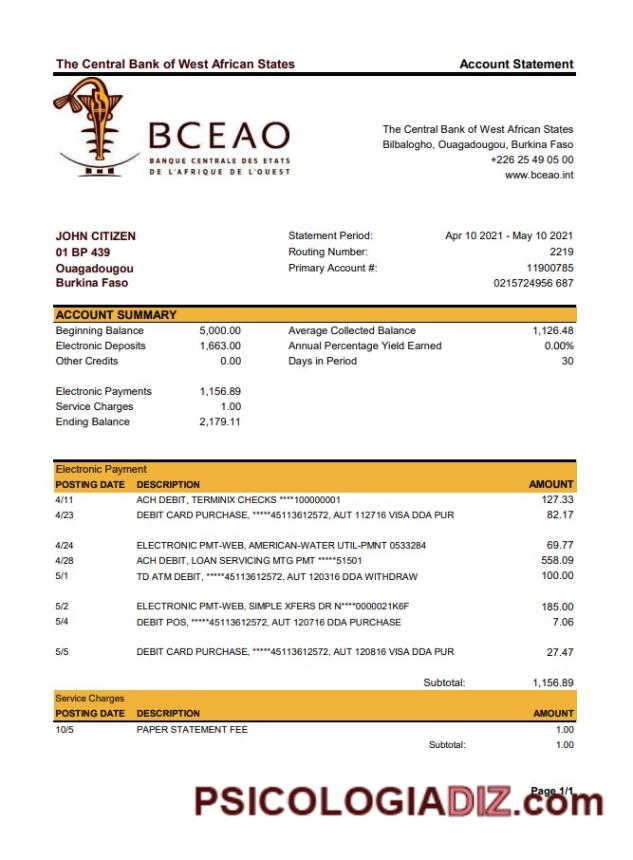 The Central Bank of West African States Account Statement
BCEAO
BANQUE CENTRALE DES ETATS
DE L'AFRIQUE DE L'OUEST
The Central Bank of West African States
Bilbalogho, Ouagadougou, Burkina Faso
+226 25 49 05 00
www.bceao.int
JOHN CITIZEN Statement Period: Apr 10 2021 - May 10 2021
01 BP 439 Routing Number: 2219
Ouagadougou Primary Account #: 11900785
Burkina Faso 0215724956 687
ACCOUNT SUMMARY
Beginning Balance 5,000.00 Average Collected Balance 1,126.48
Electronic Deposits 1,663.00 Annual Percentage Yield Earned 0.00%
Other Credits 0.00 Days in Period 30
Electronic Payments 1,156.89
Service Charges 1.00
Ending Balance 2,179.11
Electronic Payment
POSTING DATE DESCRIPTION AMOUNT
4/11 ACH DEBIT, TERMINIX CHECKS ****100000001 127.33
4/23 DEBIT CARD PURCHASE, *****45113612572, AUT 112716 VISA DDA PUR 82.17
4/24 ELECTRONIC PMT-WEB, AMERICAN-WATER UTIL-PMNT 0533284 69.77
4/28 ACH DEBIT, LOAN SERVICING MTG PMT *****51501 558.09
5/1 TD ATM DEBIT, *****45113612572, AUT 120316 DDA WITHDRAW 100.00
5/2 ELECTRONIC PMT-WEB, SIMPLE XFERS DR N****0000021K6F 185.00
5/4 DEBIT POS, *****45113612572, AUT 120716 DDA PURCHASE 7.06
5/5 DEBIT CARD PURCHASE, *****45113612572, AUT 120816 VISA DDA PUR 27.47
Subtotal: 1,156.89
Service Charges
POSTING DATE DESCRIPTION AMOUNT
10/5 PAPER STATEMENT FEE 1.00
Subtotal: 1.00
Page 1/1
PSICOLOGIADIZ.com